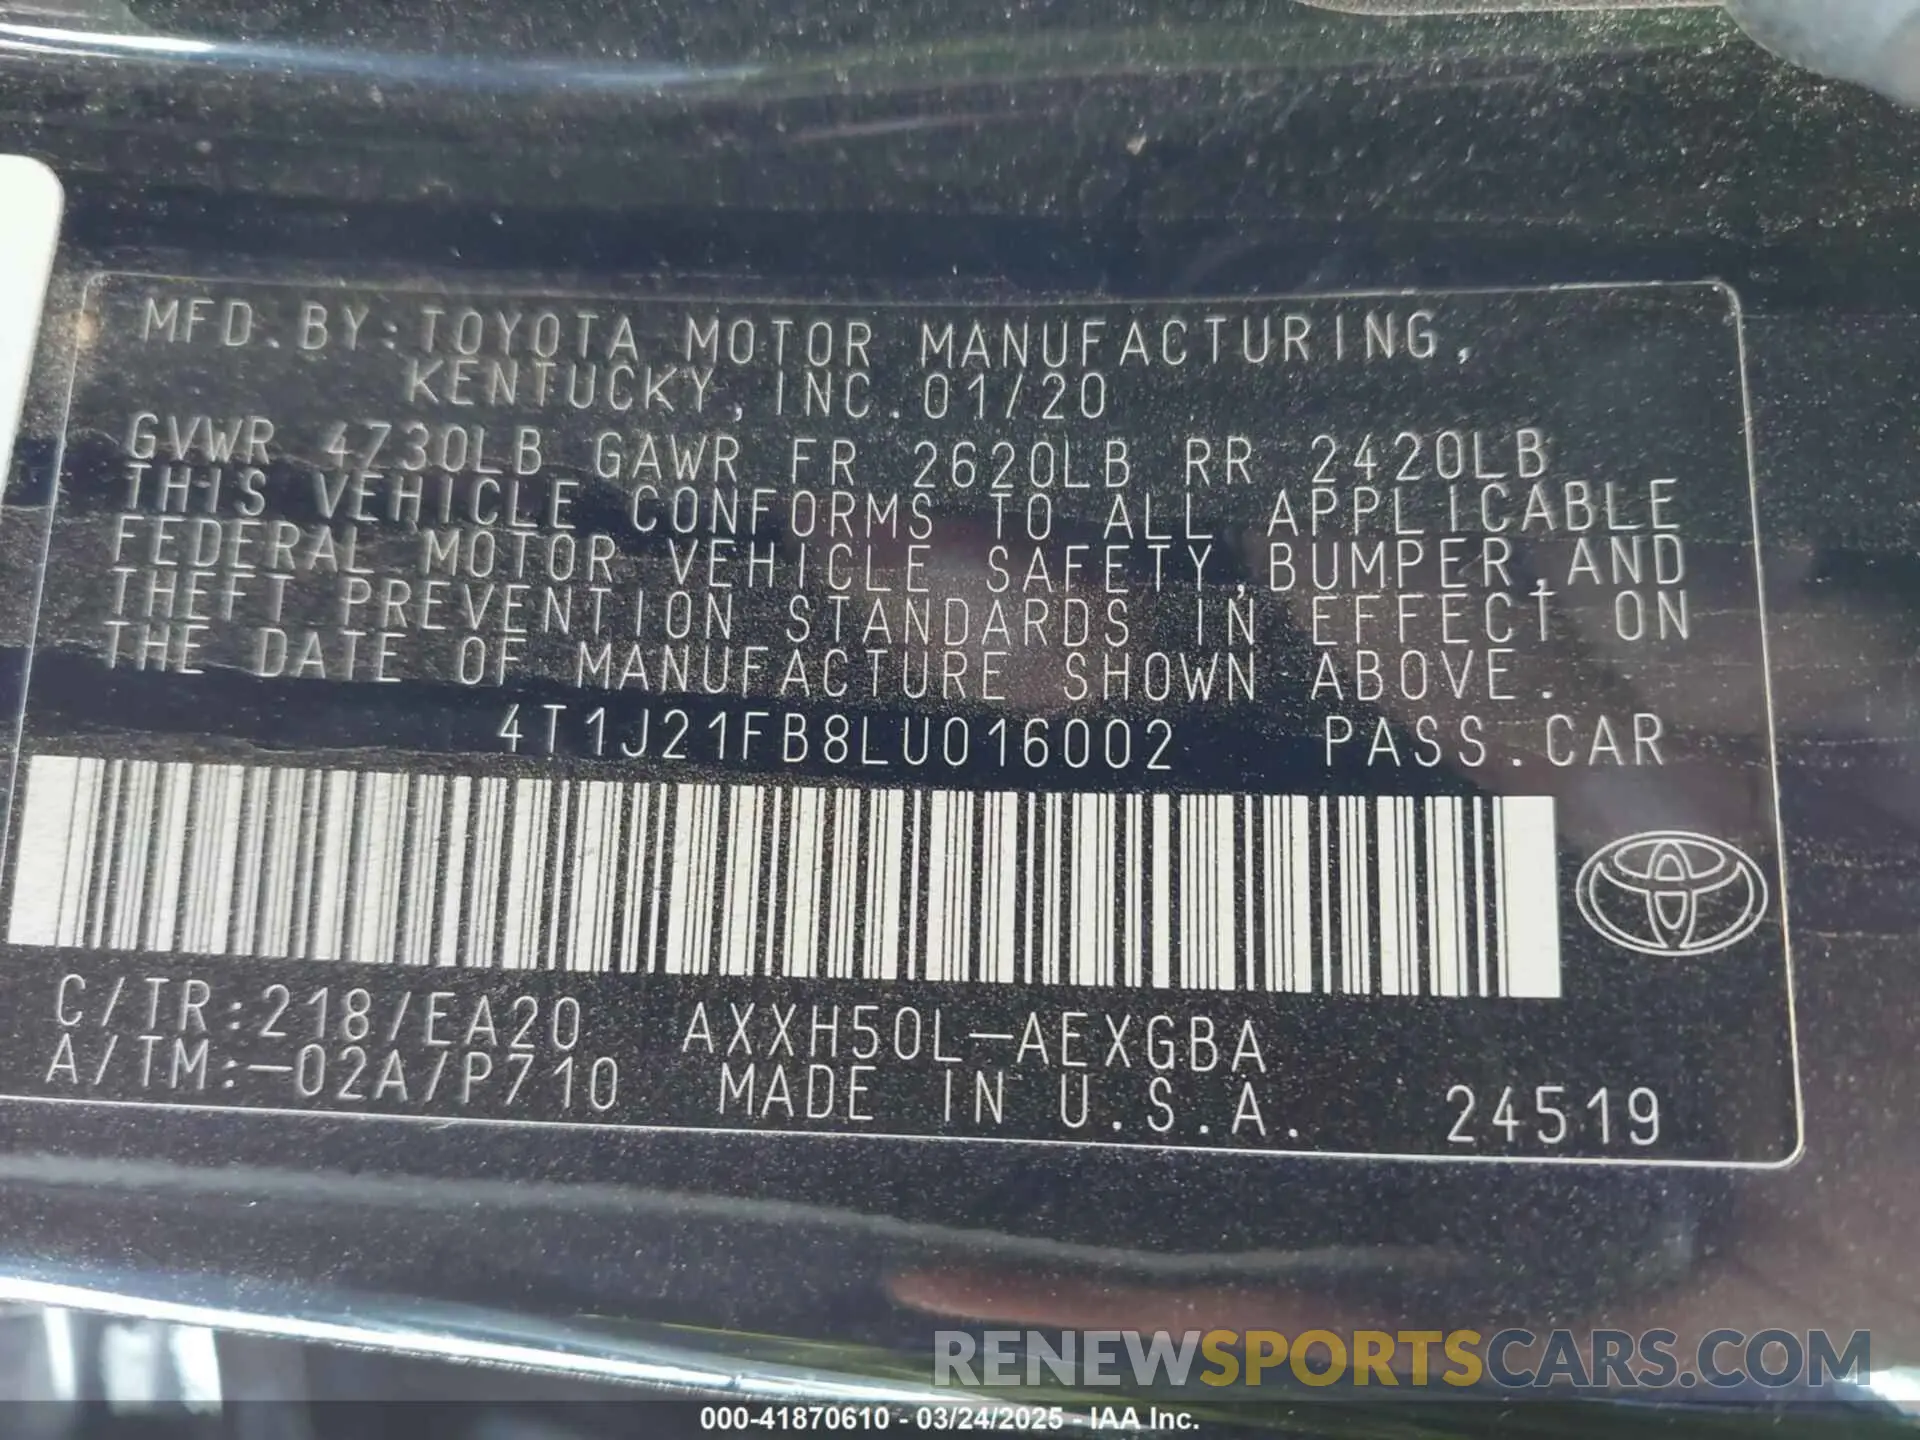 MFD.BY:TOYOTA MOTOR MANUFACTURING,
KENTUCKY, INC.01/20
GVWR 4730LB GAWR FR 2620LB RR 2420LB
THIS VEHICLE CONFORMS TO ALL APPLICABLE
FEDERAL MOTOR VEHICLE SAFETY,BUMPER,AND
THEFT PREVENTION STANDARDS IN EFFECT ON
THE DATE OF MANUFACTURE SHOWN ABOVE.
4T1J21FB8LU016002 PASS.CAR
C/TR:218/EA20 AXXH50L-AEXGBA
A/TM:-02A/P710 MADE IN U.S.A. 24519
RENEWSPORTSCARS.COM
000-41870610 - 03/24/2025 - IAA Inc.